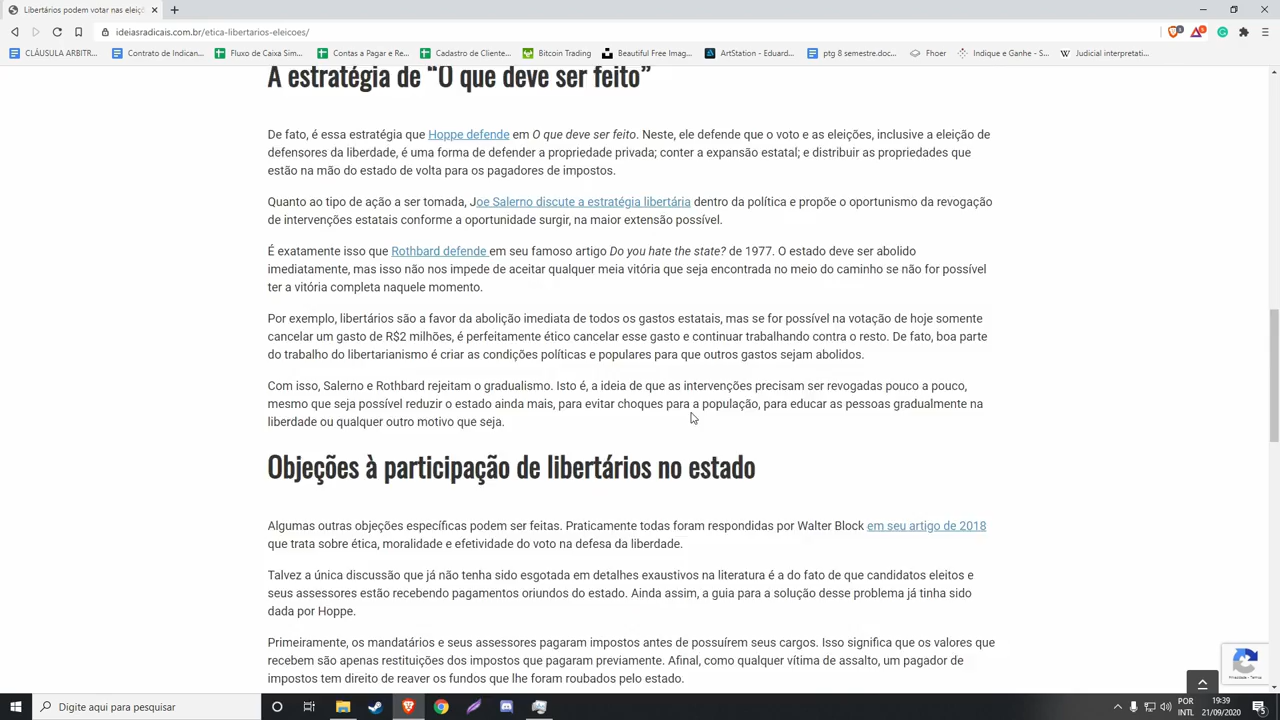 Libertários podem votar nas eleiç
ideiasradicais.com.br/etica-libertarios-eleicoes/
CLÁUSULA ARBITR... Contrato de Indican... Fluxo de Caixa Sim... Contas a Pagar e Re... Cadastro de Cliente... Bitcoin Trading Beautiful Free Imag... ArtStation - Eduard... ptg 8 semestre.doc... Fhoer Indique e Ganhe - S... Judicial interpretati...
A estratégia de “O que deve ser feito”
De fato, é essa estratégia que Hoppe defende em O que deve ser feito. Neste, ele defende que o voto e as eleições, inclusive a eleição de
defensores da liberdade, é uma forma de defender a propriedade privada; conter a expansão estatal; e distribuir as propriedades que
estão na mão do estado de volta para os pagadores de impostos.
Quanto ao tipo de ação a ser tomada, Joe Salerno discute a estratégia libertária dentro da política e propõe o oportunismo da revogação
de intervenções estatais conforme a oportunidade surgir, na maior extensão possível.
É exatamente isso que Rothbard defende em seu famoso artigo Do you hate the state? de 1977. O estado deve ser abolido
imediatamente, mas isso não nos impede de aceitar qualquer meia vitória que seja encontrada no meio do caminho se não for possível
ter a vitória completa naquele momento.
Por exemplo, libertários são a favor da abolição imediata de todos os gastos estatais, mas se for possível na votação de hoje somente
cancelar um gasto de R$2 milhões, é perfeitamente ético cancelar esse gasto e continuar trabalhando contra o resto. De fato, boa parte
do trabalho do libertarianismo é criar as condições políticas e populares para que outros gastos sejam abolidos.
Com isso, Salerno e Rothbard rejeitam o gradualismo. Isto é, a ideia de que as intervenções precisam ser revogadas pouco a pouco,
mesmo que seja possível reduzir o estado ainda mais, para evitar choques para a população, para educar as pessoas gradualmente na
liberdade ou qualquer outro motivo que seja.
Objeções à participação de libertários no estado
Algumas outras objeções específicas podem ser feitas. Praticamente todas foram respondidas por Walter Block em seu artigo de 2018
que trata sobre ética, moralidade e efetividade do voto na defesa da liberdade.
Talvez a única discussão que já não tenha sido esgotada em detalhes exaustivos na literatura é a do fato de que candidatos eleitos e
seus assessores estão recebendo pagamentos oriundos do estado. Ainda assim, a guia para a solução desse problema já tinha sido
dada por Hoppe.
Primeiramente, os mandatários e seus assessores pagaram impostos antes de possuírem seus cargos. Isso significa que os valores que
recebem são apenas restituições dos impostos que pagaram previamente. Afinal, como qualquer vítima de assalto, um pagador de
impostos tem direito de reaver os fundos que lhe foram roubados pelo estado.
Privacidade - Termos
Digite aqui para pesquisar
POR
INTL
19:39
21/09/2020